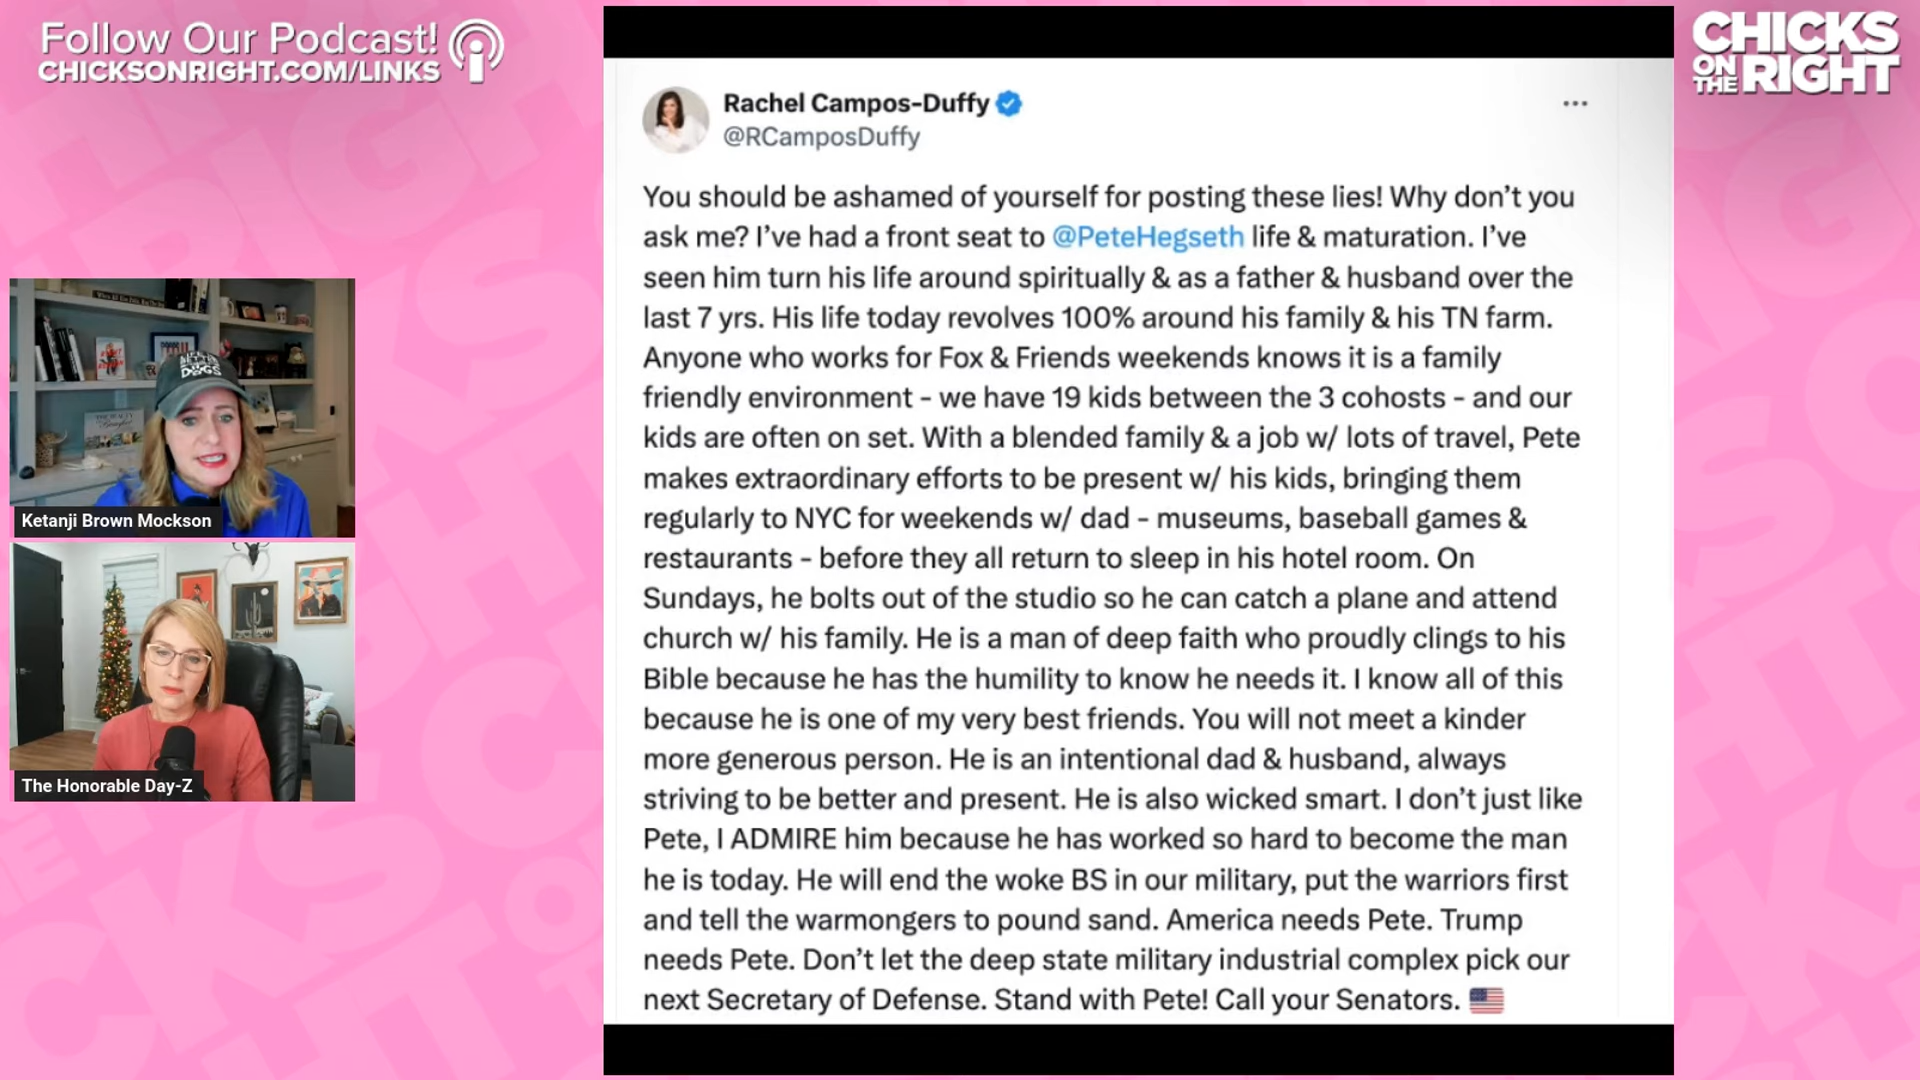 Follow Our Podcast!
CHICKSONRIGHT.COM/LINKS
CHICKS
ON THE RIGHT
Rachel Campos-Duffy
@RCamposDuffy
You should be ashamed of yourself for posting these lies! Why don’t you
ask me? I’ve had a front seat to @PeteHegseth life & maturation. I’ve
seen him turn his life around spiritually & as a father & husband over the
last 7 yrs. His life today revolves 100% around his family & his TN farm.
Anyone who works for Fox & Friends weekends knows it is a family
friendly environment - we have 19 kids between the 3 cohosts - and our
kids are often on set. With a blended family & a job w/ lots of travel, Pete
makes extraordinary efforts to be present w/ his kids, bringing them
regularly to NYC for weekends w/ dad - museums, baseball games &
restaurants - before they all return to sleep in his hotel room. On
Sundays, he bolts out of the studio so he can catch a plane and attend
church w/ his family. He is a man of deep faith who proudly clings to his
Bible because he has the humility to know he needs it. I know all of this
because he is one of my very best friends. You will not meet a kinder
more generous person. He is an intentional dad & husband, always
striving to be better and present. He is also wicked smart. I don’t just like
Pete, I ADMIRE him because he has worked so hard to become the man
he is today. He will end the woke BS in our military, put the warriors first
and tell the warmongers to pound sand. America needs Pete. Trump
needs Pete. Don’t let the deep state military industrial complex pick our
next Secretary of Defense. Stand with Pete! Call your Senators. 🇺🇸
DOGS
Ketanji Brown Mockson
The Honorable Day-Z